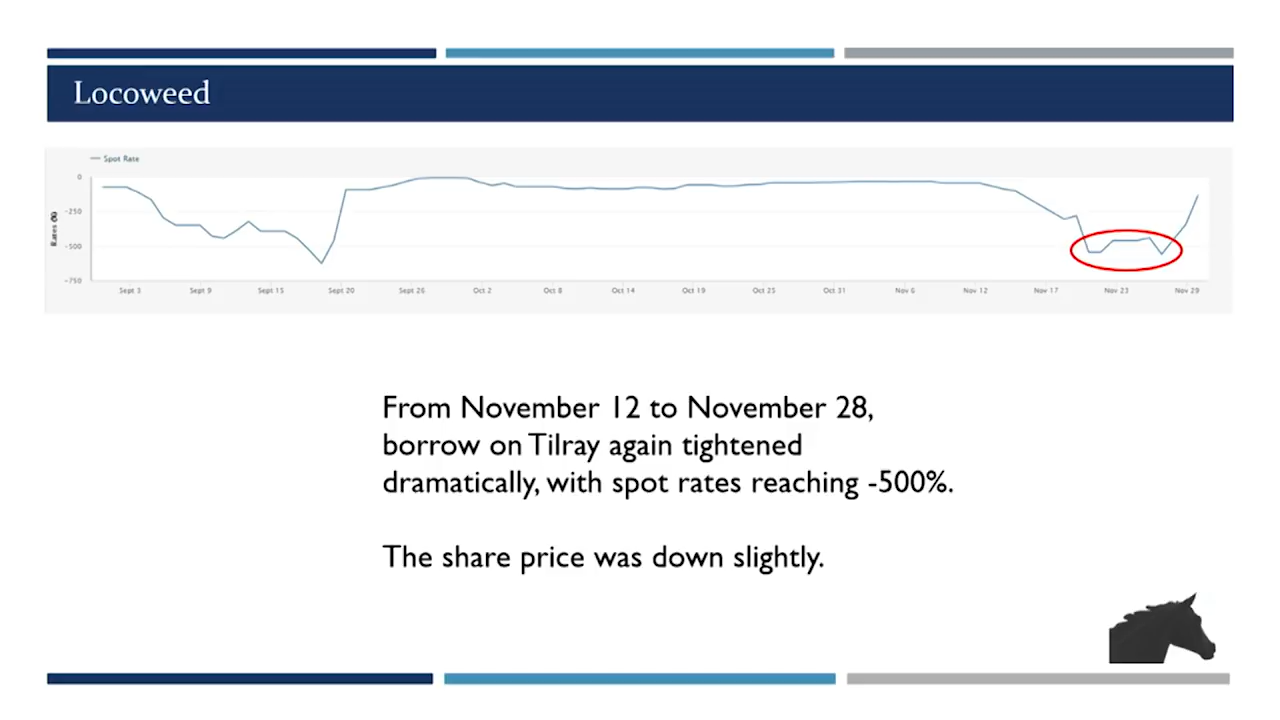 Locoweed
Spot Rate
0
-250
-500
-750
Rates (%)
Sept 3 Sept 9 Sept 15 Sept 20 Sept 26 Oct 2 Oct 8 Oct 14 Oct 19 Oct 25 Oct 31 Nov 6 Nov 12 Nov 17 Nov 23 Nov 29
From November 12 to November 28,
borrow on Tilray again tightened
dramatically, with spot rates reaching -500%.
The share price was down slightly.